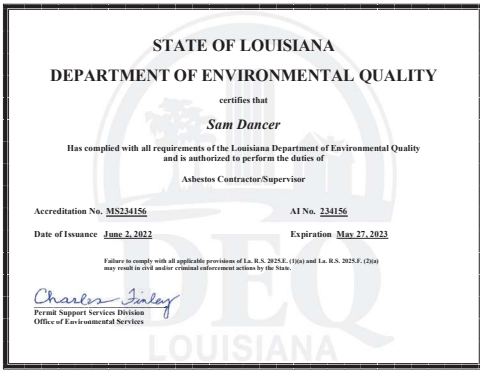 STATE OF LOUISIANA
DEPARTMENT OF ENVIRONMENTAL QUALITY
certifies that
Sam Dancer
Has complied with all requirements of the Louisiana Department of Environmental Quality
and is authorized to perform the duties of
Asbestos Contractor/Supervisor
Accreditation No. MS234156 AI No. 234156
Date of Issuance June 2, 2022 Expiration May 27, 2023
Failure to comply with all applicable provisions of La. R.S. 2025.E. (1)(a) and La. R.S. 2025.F. (2)(a)
may result in civil and/or criminal enforcement actions by the State.
Charles Finley
Permit Support Services Division
Office of Environmental Services
DEQ
LOUISIANA